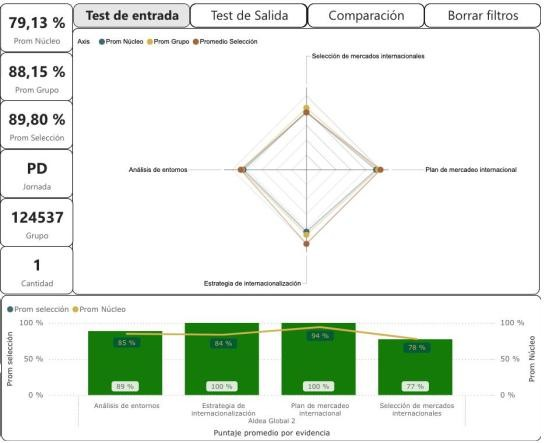 79,13 %
Prom Núcleo
88,15 %
Prom Grupo
89,80 %
Prom Selección
PD
Jornada
124537
Grupo
1
Cantidad
Test de entrada
Test de Salida
Comparación
Borrar filtros
Axis Prom Núcleo Prom Grupo Promedio Selección
Selección de mercados internacionales
Análisis de entornos
Plan de mercadeo internacional
Estrategia de internacionalización
Prom selección Prom Núcleo
Prom selección
100 %
50 %
0 %
85 %
84 %
94 %
78 %
89 %
100 %
100 %
77 %
100 %
50 %
0 %
Prom Núcleo
Análisis de entornos
Estrategia de
internacionalización
Plan de mercadeo
internacional
Selección de mercados
internacionales
Aldea Global 2
Puntaje promedio por evidencia